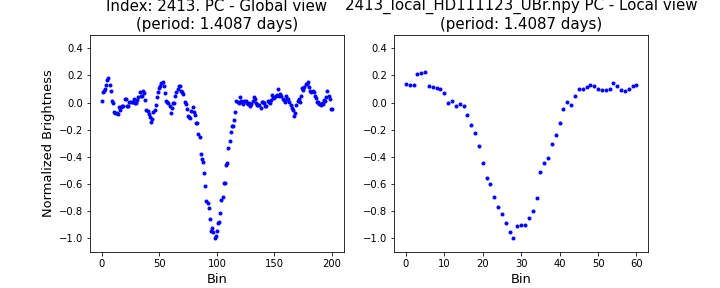 Index: 2413. PC - Global view
(period: 1.4087 days)
2413_local_HD111123_UBr.npy PC - Local view
(period: 1.4087 days)
Normalized Brightness
0.4
0.2
0.0
−0.2
−0.4
−0.6
−0.8
−1.0
0 50 100 150 200
Bin
0.4
0.2
0.0
−0.2
−0.4
−0.6
−0.8
−1.0
0 10 20 30 40 50 60
Bin